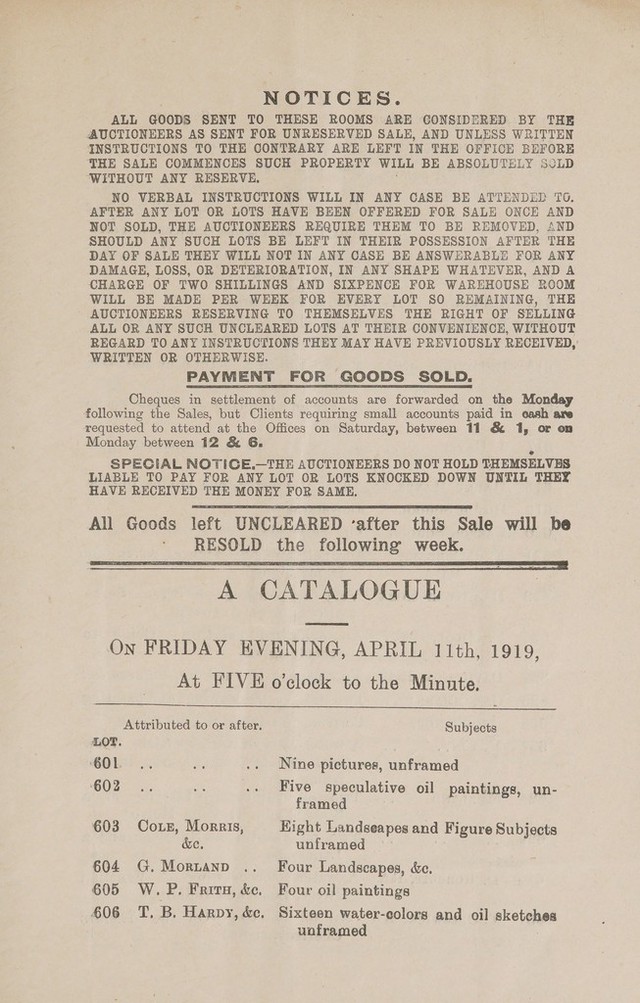 NOTICES.
ALL GOODS SENT TO THESE ROOMS ARE CONSIDERED BY THE
AUCTIONEERS AS SENT FOR UNRESERVED SALE, AND UNLESS WRITTEN
INSTRUCTIONS TO THE CONTRARY ARE LEFT IN THE OFFICE BEFORE
THE SALE COMMENCES SUCH PROPERTY WILL BE ABSOLUTELY SOLD
WITHOUT ANY RESERVE.
NO VERBAL INSTRUCTIONS WILL IN ANY CASE BE ATTENDED TO.
AFTER ANY LOT OR LOTS HAVE BEEN OFFERED FOR SALE ONCE AND
NOT SOLD, THE AUCTIONEERS REQUIRE THEM TO BE REMOVED, AND
SHOULD ANY SUCH LOTS BE LEFT IN THEIR POSSESSION AFTER THE
DAY OF SALE THEY WILL NOT IN ANY CASE BE ANSWERABLE FOR ANY
DAMAGE, LOSS, OR DETERIORATION, IN ANY SHAPE WHATEVER, AND A
CHARGE OF TWO SHILLINGS AND SIXPENCE FOR WAREHOUSE ROOM
WILL BE MADE PER WEEK FOR EVERY LOT SO REMAINING, THE
AUCTIONEERS RESERVING TO THEMSELVES THE RIGHT OF SELLING
ALL OR ANY SUCH UNCLEARED LOTS AT THEIR CONVENIENCE, WITHOUT
REGARD TO ANY INSTRUCTIONS THEY MAY HAVE PREVIOUSLY RECEIVED,
WRITTEN OR OTHERWISE.
PAYMENT FOR GOODS SOLD.
Cheques in settlement of accounts are forwarded on the Monday
following the Sales, but Clients requiring small accounts paid in cash are
requested to attend at the Offices on Saturday, between 11 & 1, or on
Monday between 12 & 6.
SPECIAL NOTICE.—THE AUCTIONEERS DO NOT HOLD THEMSELVES
LIABLE TO PAY FOR ANY LOT OR LOTS KNOCKED DOWN UNTIL THEY
HAVE RECEIVED THE MONEY FOR SAME.
All Goods left UNCLEARED after this Sale will be
RESOLD the following week.
A CATALOGUE
ON FRIDAY EVENING, APRIL 11th, 1919,
At FIVE o'clock to the Minute.
Attributed to or after. Subjects
LOT.
601 .. .. .. Nine pictures, unframed
602 .. .. .. Five speculative oil paintings, un-
framed
603 COLE, MORRIS, &c. Eight Landscapes and Figure Subjects
unframed
604 G. MORLAND .. Four Landscapes, &c.
605 W. P. FRITH, &c. Four oil paintings
606 T. B. HARDY, &c. Sixteen water-colors and oil sketches
unframed